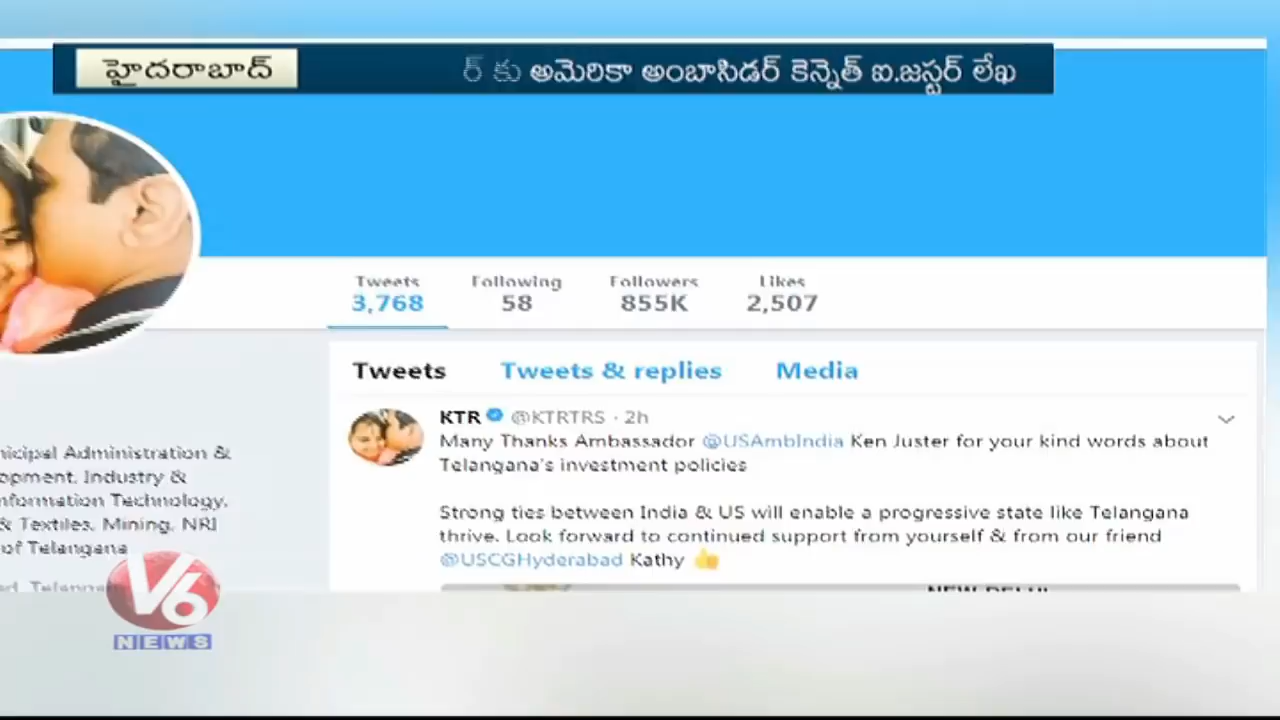 హైదరాబాద్
ర్ కు అమెరికా అంబాసిడర్ కెన్నెత్ ఐ.జస్టర్ లేఖ
Tweets Following Followers Likes
3,768 58 855K 2,507
Tweets Tweets & replies Media
KTR @KTRTRS · 2h
Many Thanks Ambassador @USAmbIndia Ken Juster for your kind words about
Telangana's investment policies
Strong ties between India & US will enable a progressive state like Telangana
thrive. Look forward to continued support from yourself & from our friend
@USCGHyderabad Kathy 👍
NEW DELHI
nicipal Administration &
opment, Industry &
nformation Technology,
& Textiles, Mining, NRI
of Telangana
V6
NEWS